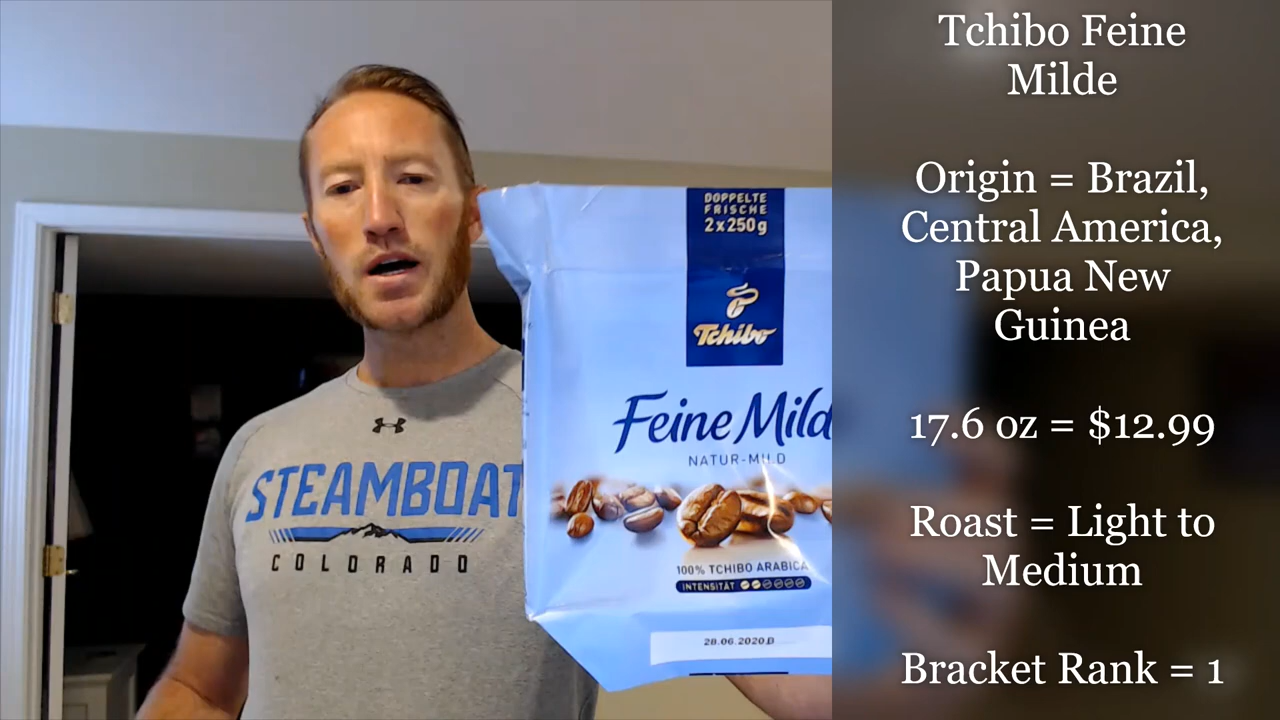 STEAMBOAT
COLORADO
DOPPELTE
FRISCHE
2x250g
Tchibo
Feine Mild
NATUR-MILD
100% TCHIBO ARABICA
INTENSITÄT
28.06.2020B
Tchibo Feine
Milde
Origin = Brazil,
Central America,
Papua New
Guinea
17.6 oz = $12.99
Roast = Light to
Medium
Bracket Rank = 1